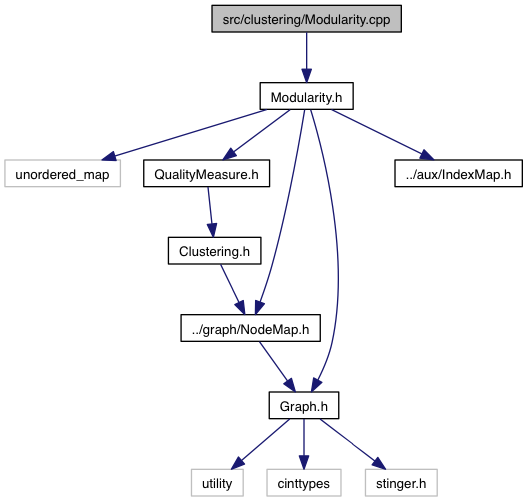 src/clustering/Modularity.cpp
Modularity.h
unordered_map
QualityMeasure.h
../aux/IndexMap.h
Clustering.h
../graph/NodeMap.h
Graph.h
utility
cinttypes
stinger.h